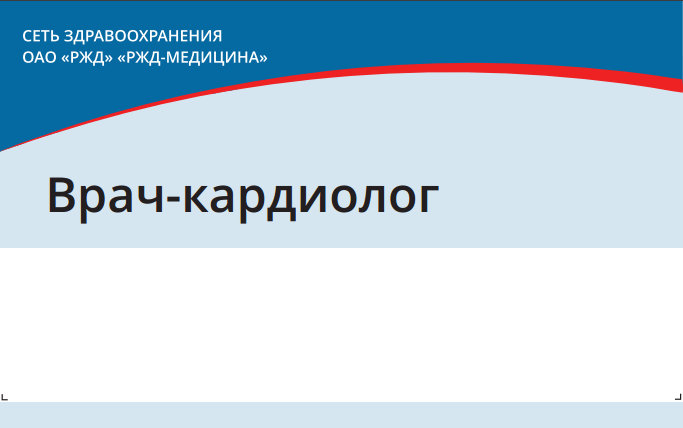 СЕТЬ ЗДРАВООХРАНЕНИЯ
ОАО «РЖД» «РЖД-МЕДИЦИНА»
Врач-кардиолог